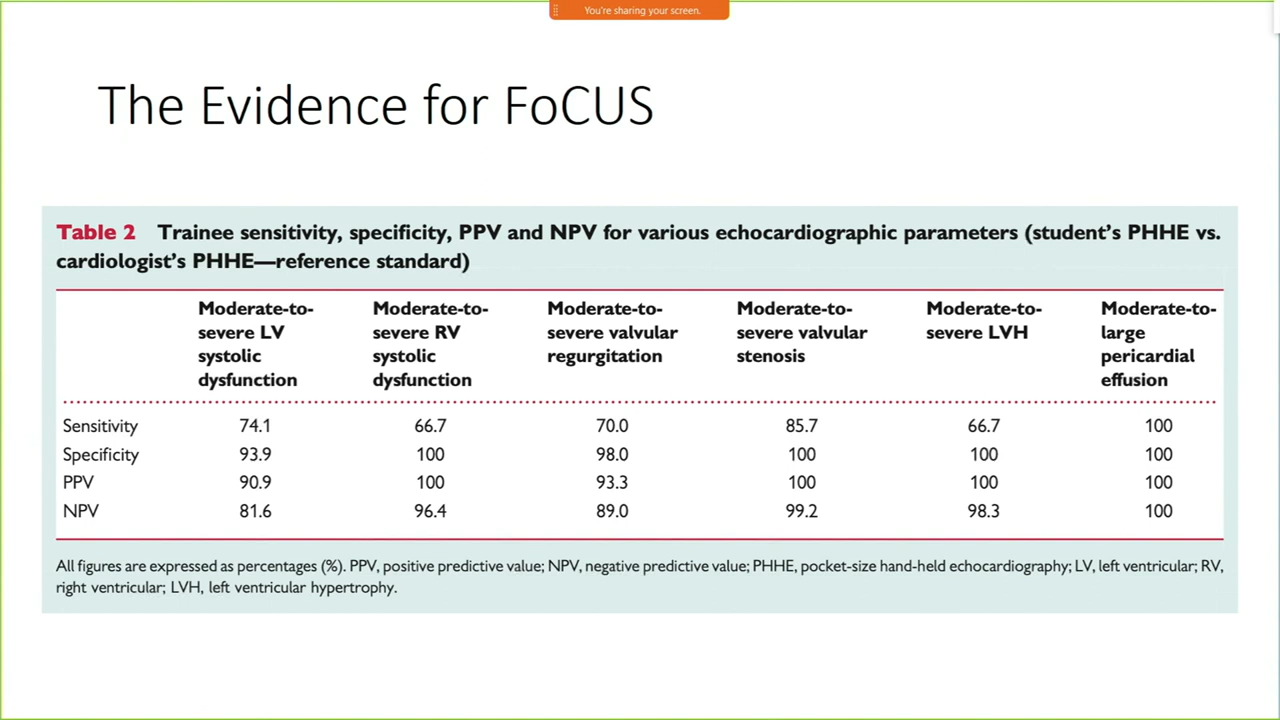 You're sharing your screen.
The Evidence for FoCUS
Table 2 Trainee sensitivity, specificity, PPV and NPV for various echocardiographic parameters (student's PHHE vs.
cardiologist's PHHE—reference standard)
Moderate-to- Moderate-to- Moderate-to- Moderate-to- Moderate-to- Moderate-to-
severe LV severe RV severe valvular severe valvular severe LVH large
systolic systolic regurgitation stenosis pericardial
dysfunction dysfunction effusion
Sensitivity 74.1 66.7 70.0 85.7 66.7 100
Specificity 93.9 100 98.0 100 100 100
PPV 90.9 100 93.3 100 100 100
NPV 81.6 96.4 89.0 99.2 98.3 100
All figures are expressed as percentages (%). PPV, positive predictive value; NPV, negative predictive value; PHHE, pocket-size hand-held echocardiography; LV, left ventricular; RV,
right ventricular; LVH, left ventricular hypertrophy.